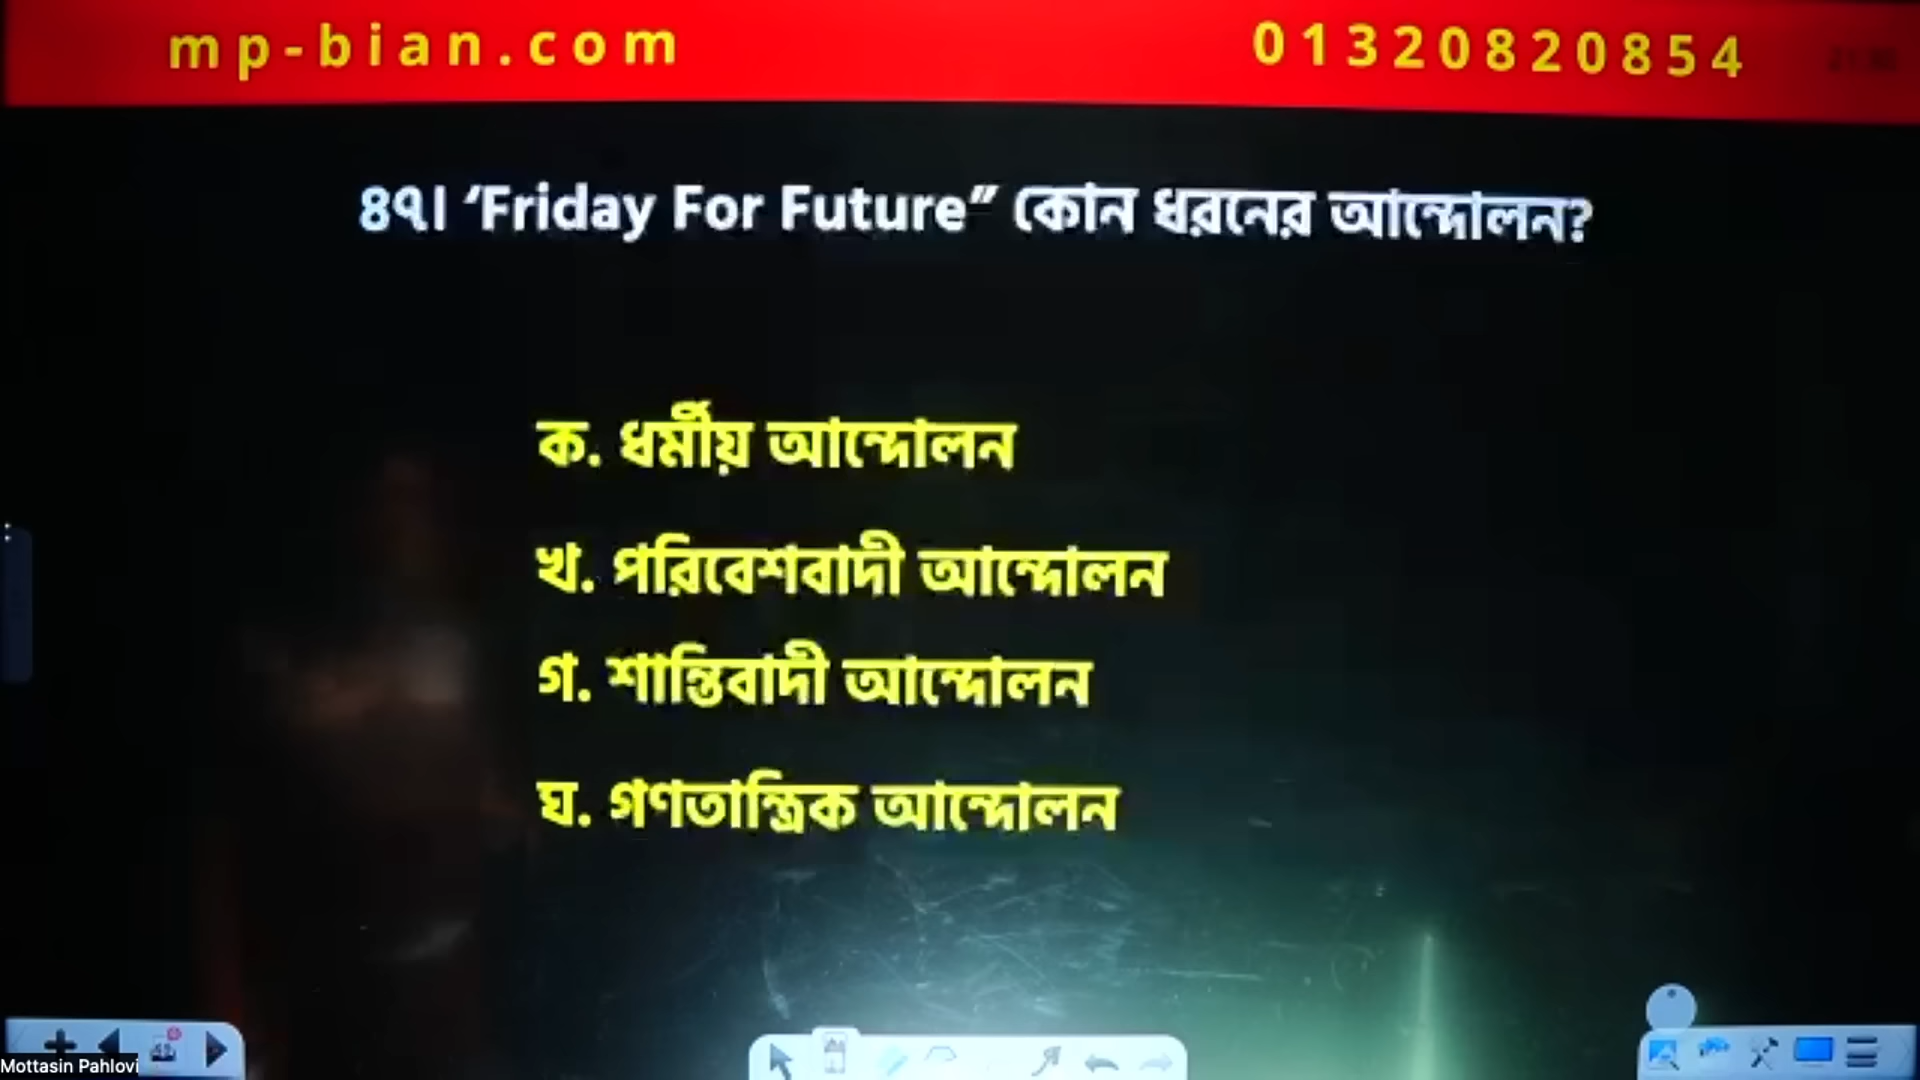 mp-bian.com
01320820854
৪৭। ‘Friday For Future” কোন ধরনের আন্দোলন?
ক. ধর্মীয় আন্দোলন
খ. পরিবেশবাদী আন্দোলন
গ. শান্তিবাদী আন্দোলন
ঘ. গণতান্ত্রিক আন্দোলন
Mottasin Pahlovi